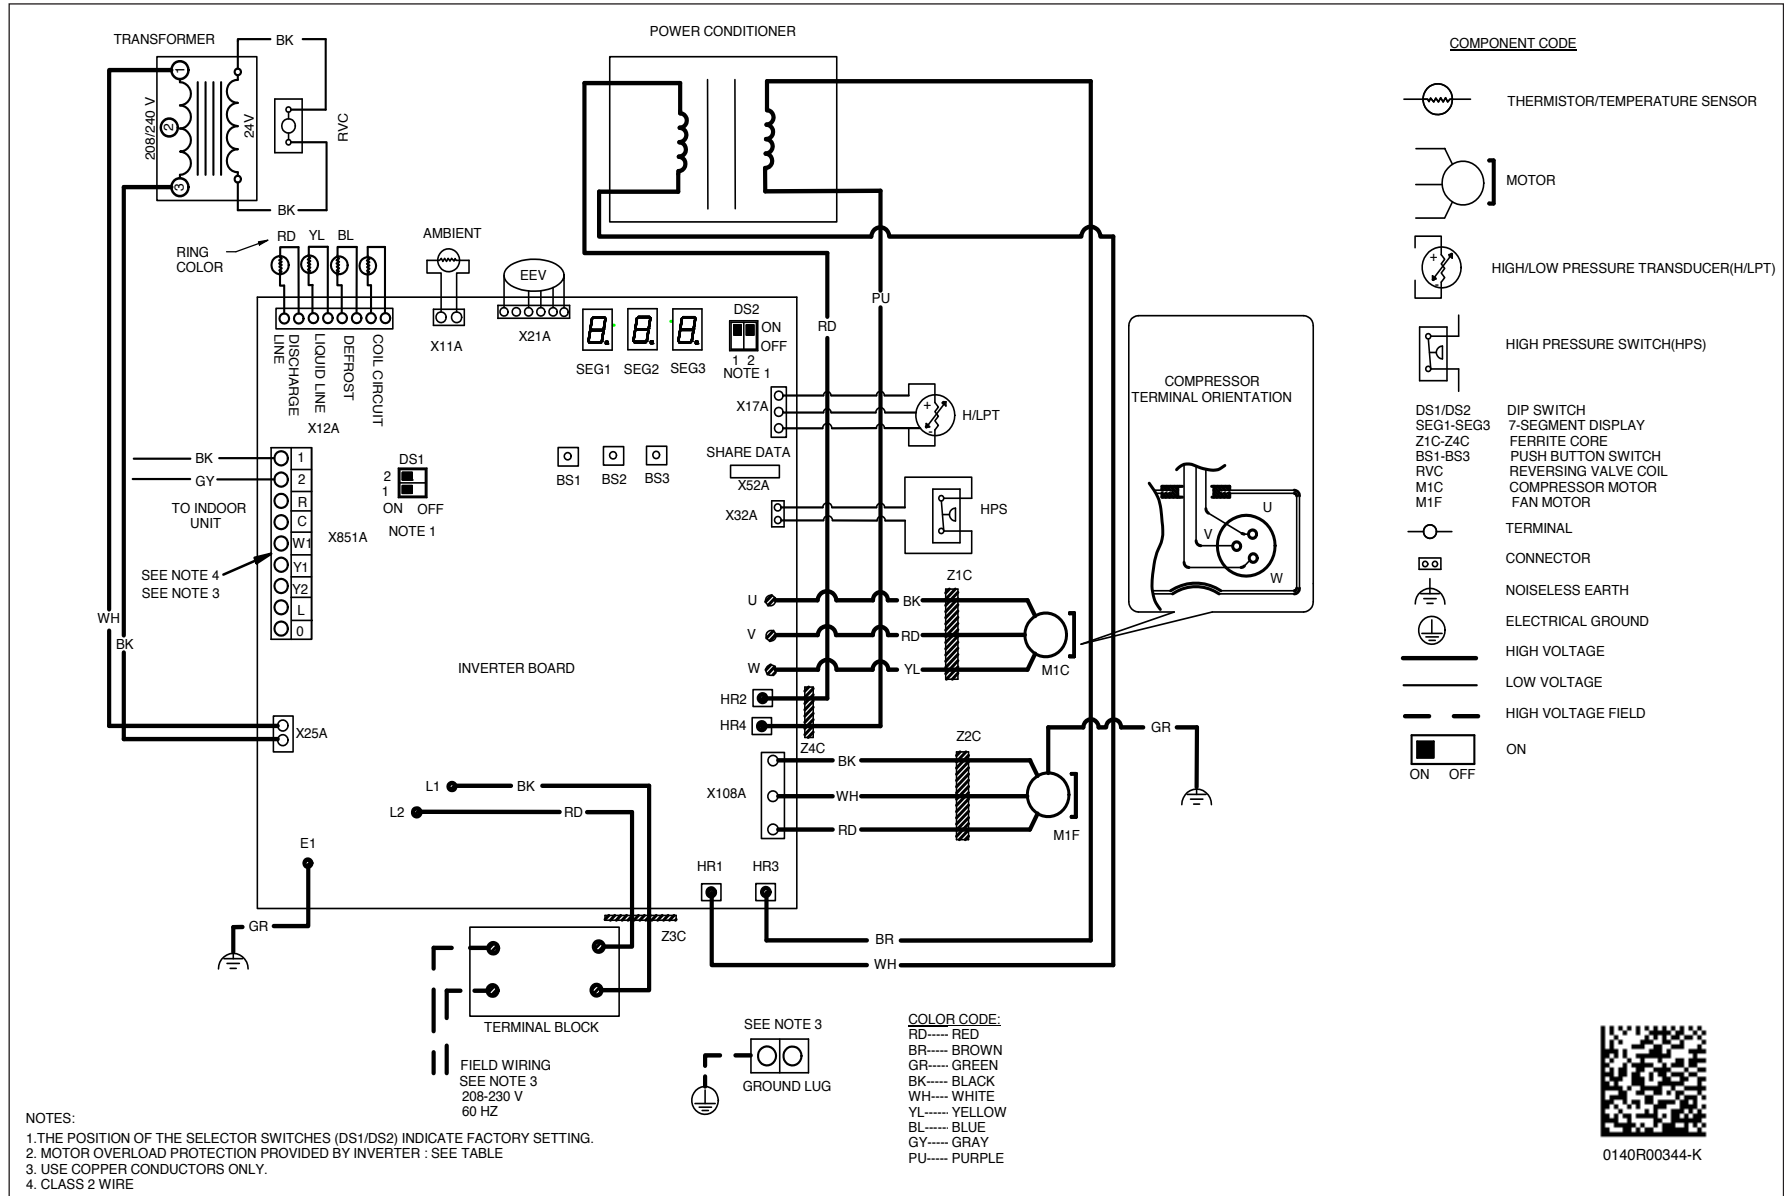 TRANSFORMER
BK
208/240 V
1
2
3
24V
RVC
BK
POWER CONDITIONER
RING
COLOR
RD YL BL
AMBIENT
EEV
DISCHARGE
LINE
LIQUID LINE
DEFROST
COIL CIRCUIT
X12A
X11A
X21A
SEG1 SEG2 SEG3
DS2
ON
OFF
1 2
NOTE 1
RD
PU
X17A
H/LPT
+
-
BK
GY
TO INDOOR
UNIT
1
2
R
C
W1
Y1
Y2
L
0
X851A
SEE NOTE 4
SEE NOTE 3
DS1
2
1
ON OFF
NOTE 1
BS1 BS2 BS3
SHARE DATA
X52A
X32A
HPS
WH
BK
INVERTER BOARD
U
V
W
BK
RD
YL
Z1C
M1C
HR2
HR4
Z4C
X25A
X108A
BK
WH
RD
Z2C
M1F
GR
L1
BK
L2
RD
E1
GR
HR1 HR3
BR
WH
Z3C
TERMINAL BLOCK
FIELD WIRING
SEE NOTE 3
208-230 V
60 HZ
SEE NOTE 3
GROUND LUG
COMPRESSOR
TERMINAL ORIENTATION
U
V
W
COMPONENT CODE
THERMISTOR/TEMPERATURE SENSOR
MOTOR
+
-
HIGH/LOW PRESSURE TRANSDUCER(H/LPT)
HIGH PRESSURE SWITCH(HPS)
DS1/DS2 DIP SWITCH
SEG1-SEG3 7-SEGMENT DISPLAY
Z1C-Z4C FERRITE CORE
BS1-BS3 PUSH BUTTON SWITCH
RVC REVERSING VALVE COIL
M1C COMPRESSOR MOTOR
M1F FAN MOTOR
TERMINAL
CONNECTOR
NOISELESS EARTH
ELECTRICAL GROUND
HIGH VOLTAGE
LOW VOLTAGE
HIGH VOLTAGE FIELD
ON
ON OFF
COLOR CODE:
RD----- RED
BR----- BROWN
GR----- GREEN
BK----- BLACK
WH---- WHITE
YL------ YELLOW
BL------ BLUE
GY----- GRAY
PU----- PURPLE
NOTES:
1.THE POSITION OF THE SELECTOR SWITCHES (DS1/DS2) INDICATE FACTORY SETTING.
2. MOTOR OVERLOAD PROTECTION PROVIDED BY INVERTER : SEE TABLE
3. USE COPPER CONDUCTORS ONLY.
4. CLASS 2 WIRE
0140R00344-K